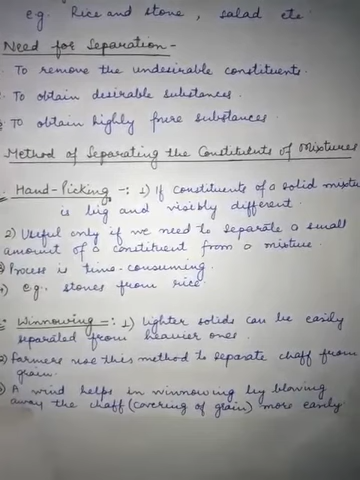 e.g. Rice and stone, salad etc
Need for Separation -
To remove the undesirable constituents.
To obtain desirable substances.
To obtain highly pure substances.
Method of Separating the Constituents of Mixtures
Hand-Picking -: 1) If constituents of a solid mixture
is big and visibly different.
2) Useful only if we need to separate a small
amount of a constituent from a mixture.
3) Process is time-consuming.
4) e.g. stones from rice.
Winnowing -: 1) Lighter solids can be easily
separated from heavier ones.
2) Farmers use this method to separate chaff from
grain.
3) A wind helps in winnowing by blowing
away the chaff (covering of grain) more easily